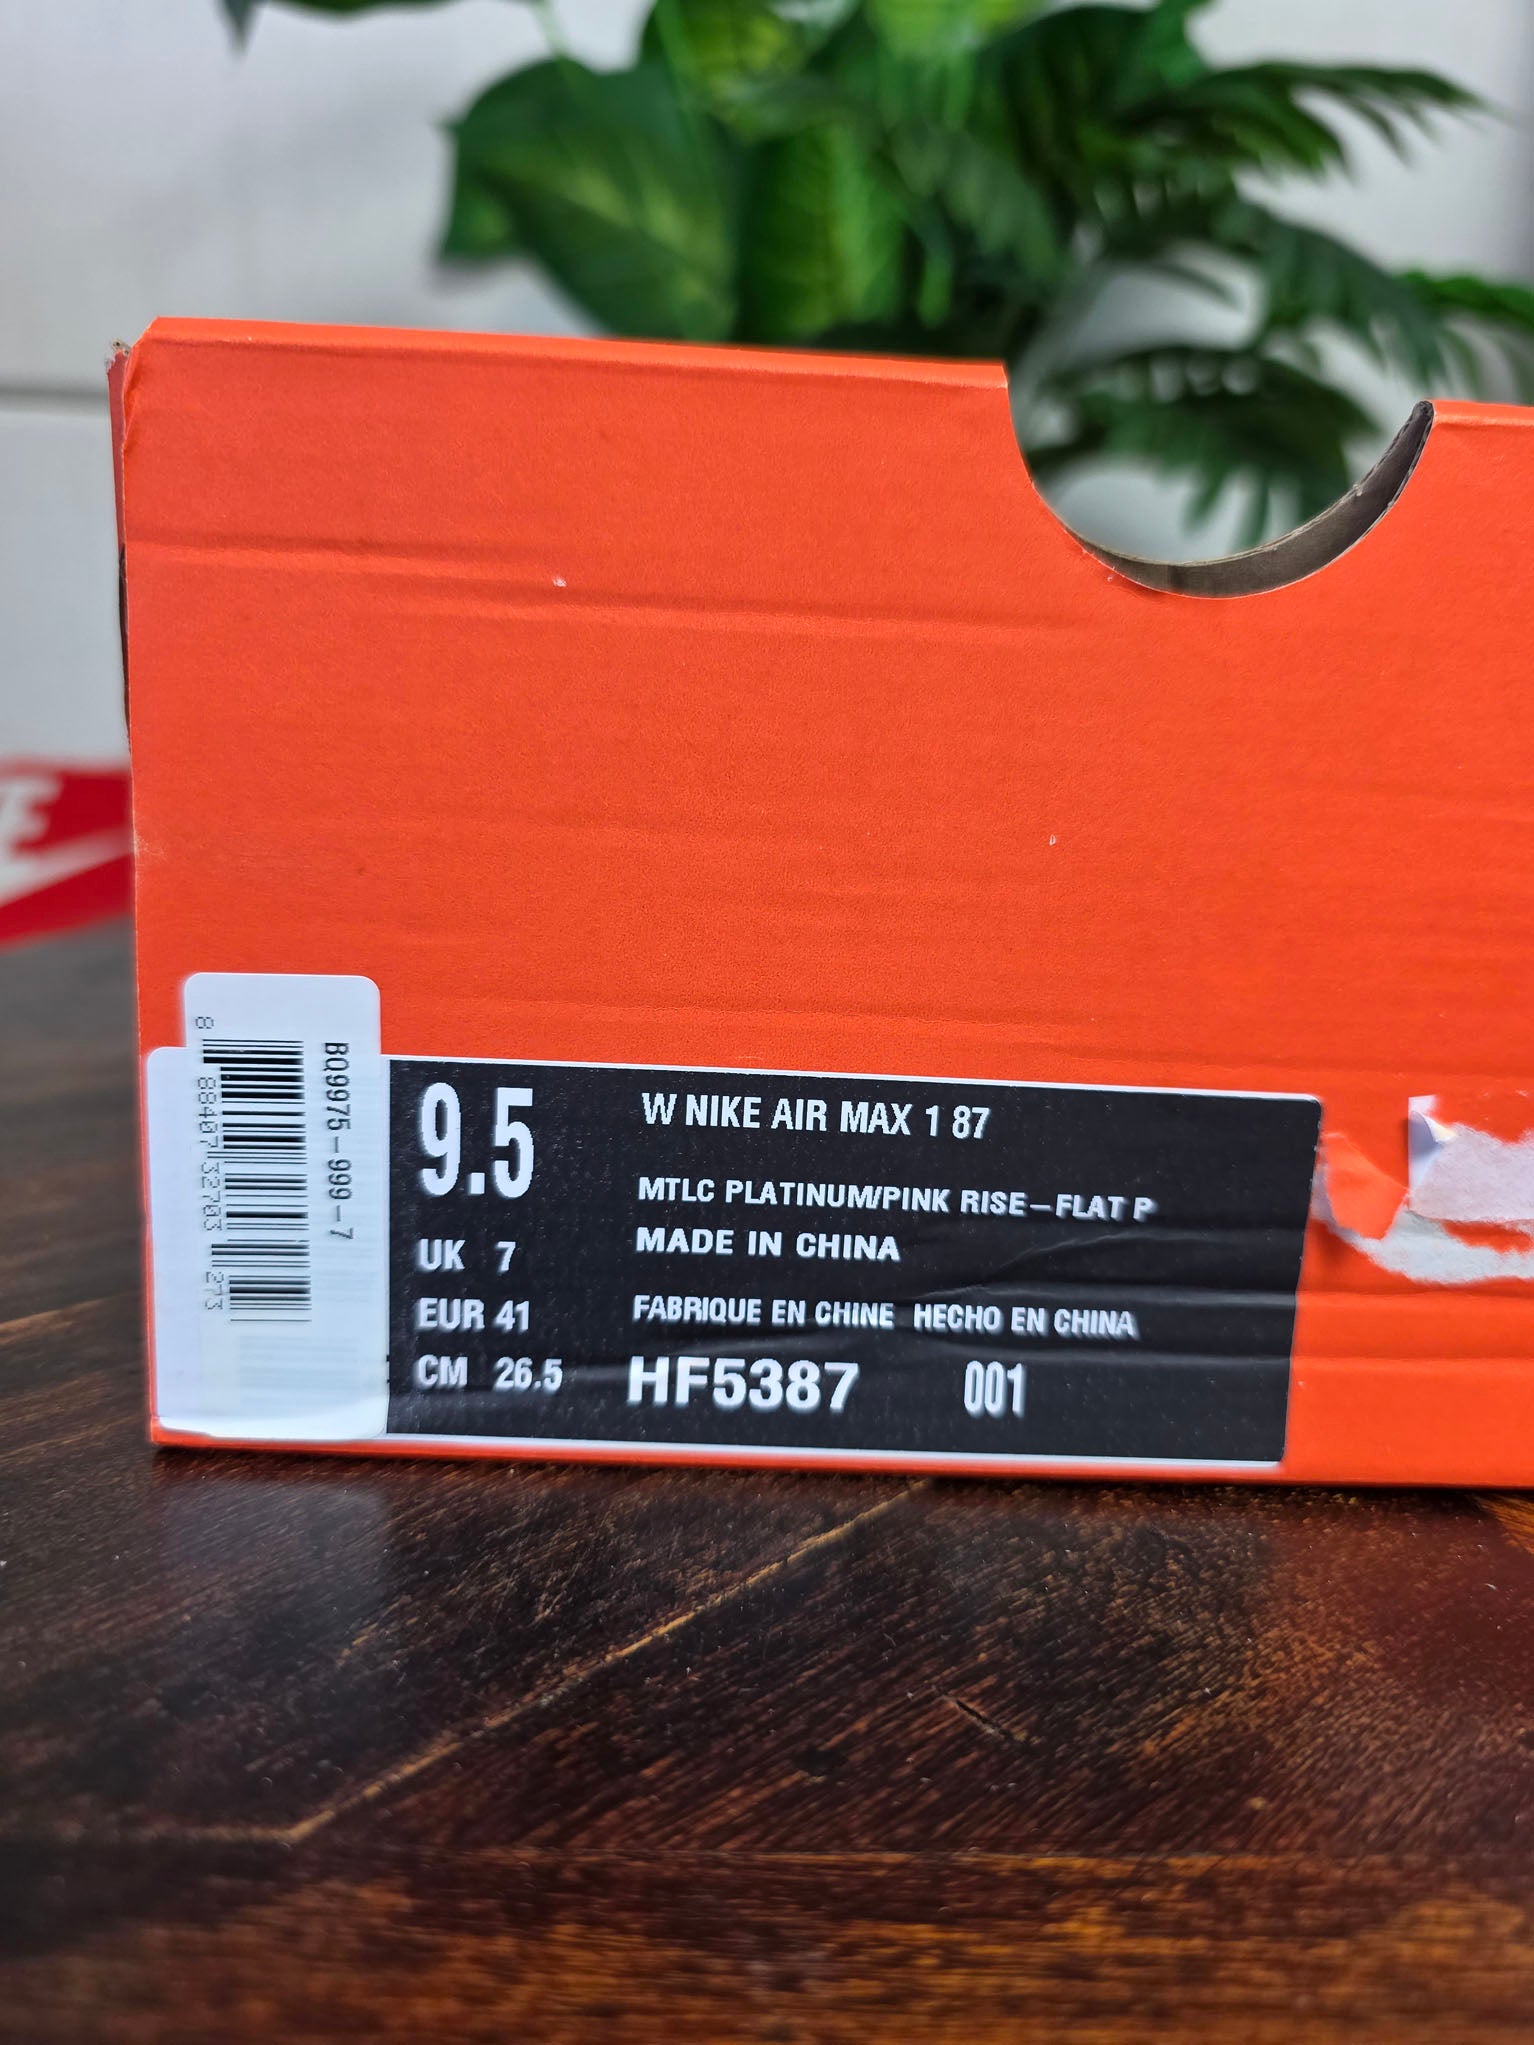 9.5
UK 7
EUR 41
CM 26.5
W NIKE AIR MAX 1 87
MTLC PLATINUM/PINK RISE-FLAT P
MADE IN CHINA
FABRIQUE EN CHINE HECHO EN CHINA
HF5387 001
BQ9975-999-7
8 88407 32703 273